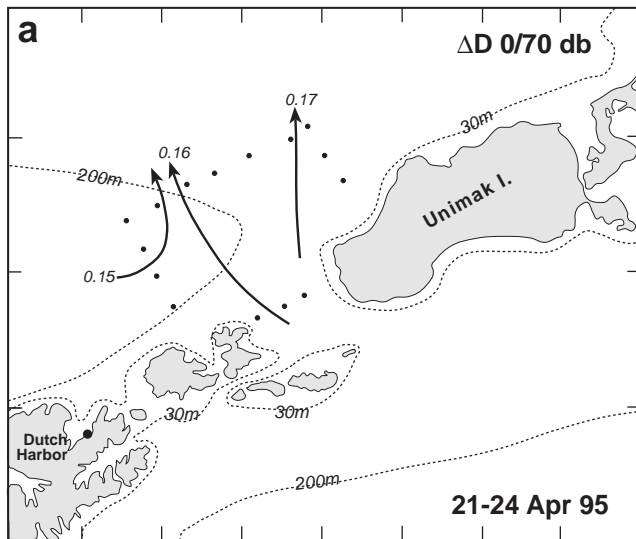 a
ΔD 0/70 db
0.17
30m
0.16
200m
Unimak I.
0.15
30m
30m
Dutch
Harbor
200m
21-24 Apr 95